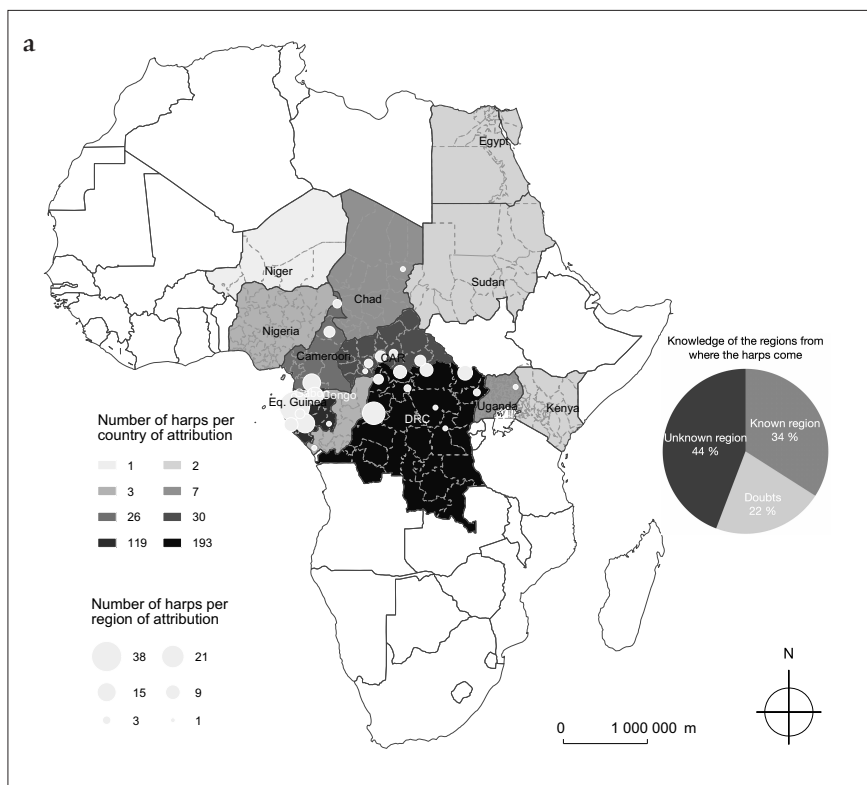 a
Egypt
Niger
Chad
Sudan
Nigeria
Cameroon
CAR
Eq. Guinea
Congo
Uganda
Kenya
DRC
Knowledge of the regions from
where the harps come
Unknown region
44 %
Known region
34 %
Doubts
22 %
Number of harps per
country of attribution
1 2
3 7
26 30
119 193
Number of harps per
region of attribution
38 21
15 9
3 1
N
0 1 000 000 m